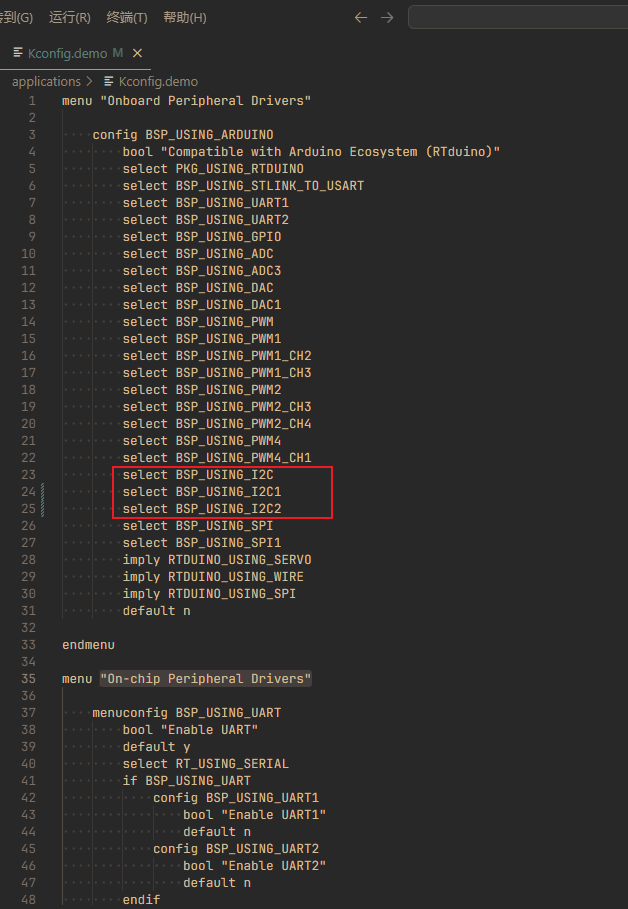 转到(G) 运行(R) 终端(T) 帮助(H)
Kconfig.demo M
applications > Kconfig.demo
1 menu "Onboard Peripheral Drivers"
2
3 config BSP_USING_ARDUINO
4 bool "Compatible with Arduino Ecosystem (RTduino)"
5 select PKG_USING_RTDUINO
6 select BSP_USING_STLINK_TO_USART
7 select BSP_USING_UART1
8 select BSP_USING_UART2
9 select BSP_USING_GPIO
10 select BSP_USING_ADC
11 select BSP_USING_ADC3
12 select BSP_USING_DAC
13 select BSP_USING_DAC1
14 select BSP_USING_PWM
15 select BSP_USING_PWM1
16 select BSP_USING_PWM1_CH2
17 select BSP_USING_PWM1_CH3
18 select BSP_USING_PWM2
19 select BSP_USING_PWM2_CH3
20 select BSP_USING_PWM2_CH4
21 select BSP_USING_PWM4
22 select BSP_USING_PWM4_CH1
23 select BSP_USING_I2C
24 select BSP_USING_I2C1
25 select BSP_USING_I2C2
26 select BSP_USING_SPI
27 select BSP_USING_SPI1
28 imply RTDUINO_USING_SERVO
29 imply RTDUINO_USING_WIRE
30 imply RTDUINO_USING_SPI
31 default n
32
33 endmenu
34
35 menu "On-chip Peripheral Drivers"
36
37 menuconfig BSP_USING_UART
38 bool "Enable UART"
39 default y
40 select RT_USING_SERIAL
41 if BSP_USING_UART
42 config BSP_USING_UART1
43 bool "Enable UART1"
44 default n
45 config BSP_USING_UART2
46 bool "Enable UART2"
47 default n
48 endif